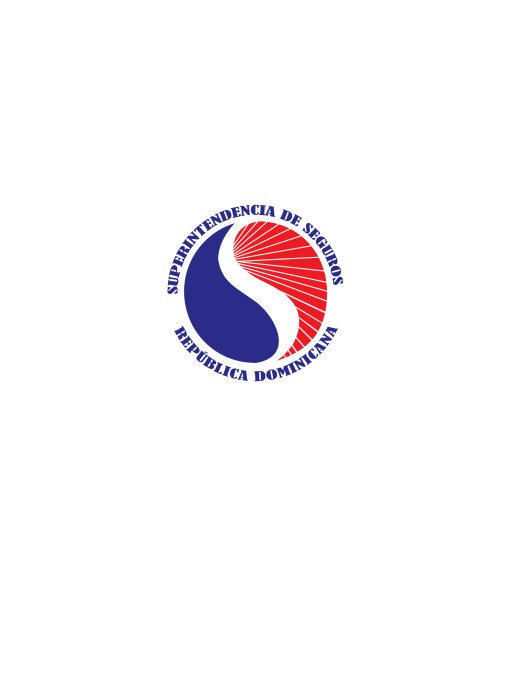 SUPERINTENDENCIA DE SEGUROS
REPÚBLICA DOMINICANA